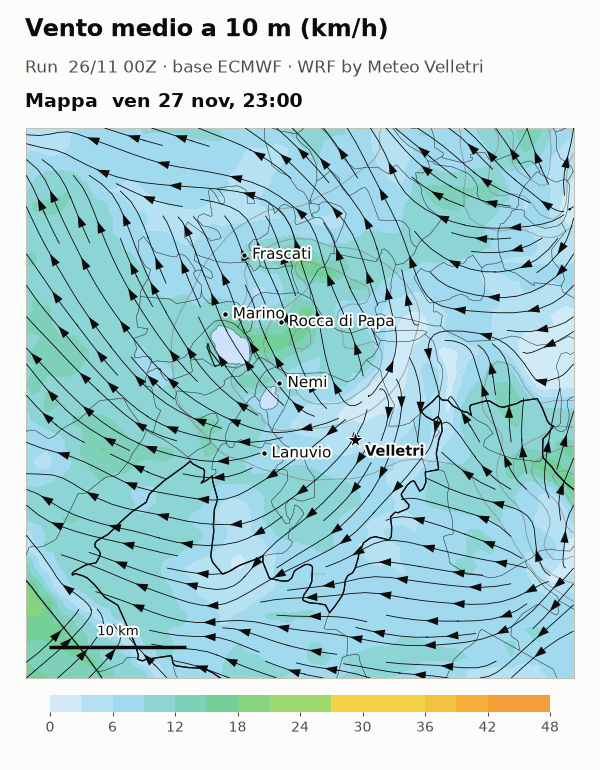 Vento medio a 10 m (km/h)
Run  26/11 00Z · base ECMWF · WRF by Meteo Velletri
Mappa  ven 27 nov, 23:00
Frascati
Marino
Rocca di Papa
Nemi
Velletri
Lanuvio
10 km
0 6 12 18 24 30 36 42 48